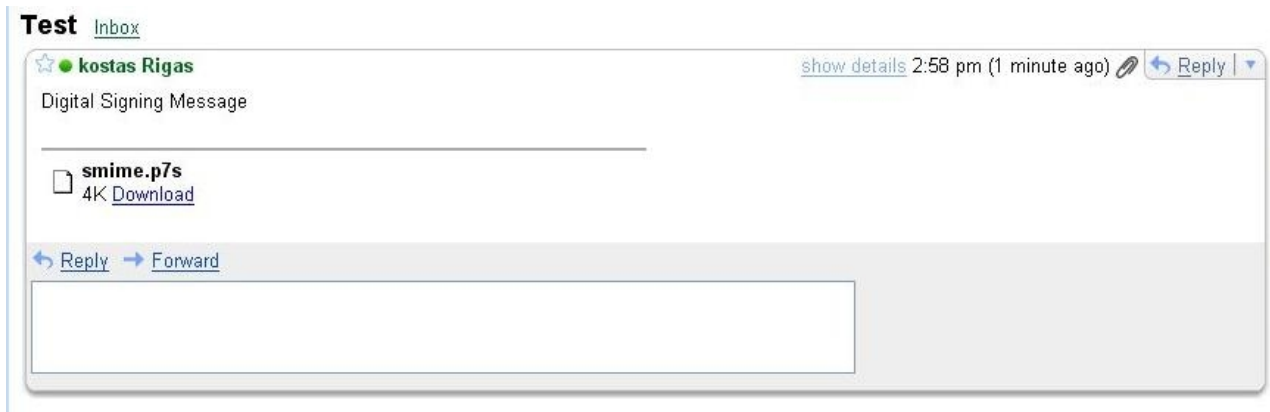 Test Inbox
kostas Rigas show details 2:58 pm (1 minute ago) Reply
Digital Signing Message
smime.p7s
4K Download
Reply Forward